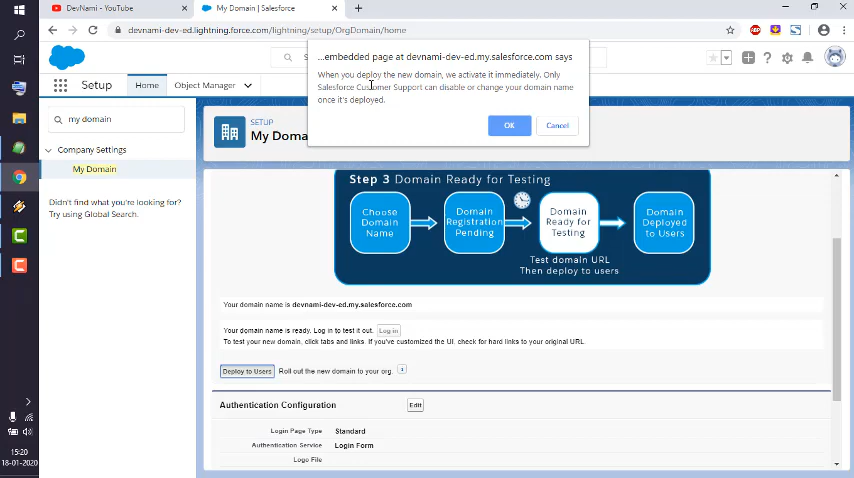 DevNami - YouTube
My Domain | Salesforce
devnami-dev-ed.lightning.force.com/lightning/setup/OrgDomain/home
...embedded page at devnami-dev-ed.my.salesforce.com says
When you deploy the new domain, we activate it immediately. Only
Salesforce Customer Support can disable or change your domain name
once it's deployed.
OK
Cancel
Setup
Home
Object Manager
my domain
Company Settings
My Domain
Didn't find what you're looking for?
Try using Global Search.
SETUP
My Doma
Step 3 Domain Ready for Testing
Choose
Domain
Name
Domain
Registration
Pending
Domain
Ready for
Testing
Domain
Deployed
to Users
Test domain URL
Then deploy to users
Your domain name is devnami-dev-ed.my.salesforce.com
Your domain name is ready. Log in to test it out. Log in
To test your new domain, click tabs and links. If you've customized the UI, check for hard links to your original URL.
Deploy to Users Roll out the new domain to your org. i
Authentication Configuration Edit
Login Page Type Standard
Authentication Service Login Form
Logo File
15:20
18-01-2020